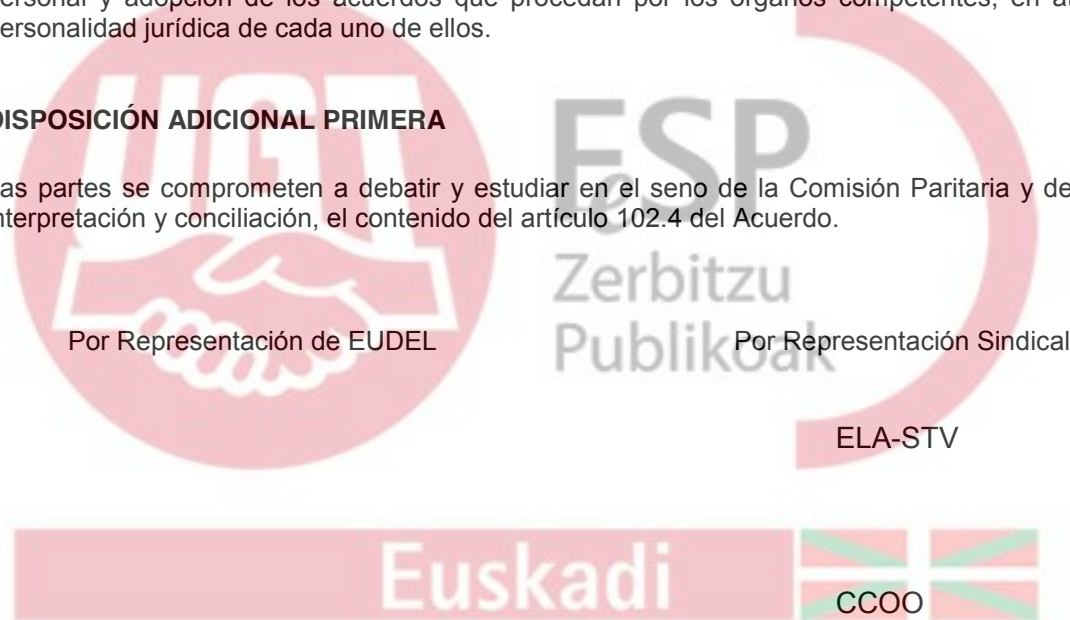 personal y adopción de los acuerdos que procedan por los órganos competentes, en
personalidad jurídica de cada uno de ellos.
DISPOSICIÓN ADICIONAL PRIMERA
Las partes se comprometen a debatir y estudiar en el seno de la Comisión Paritaria y de
interpretación y conciliación, el contenido del artículo 102.4 del Acuerdo.
UGT
FeSP
Zerbitzu
Publikoak
Por Representación de EUDEL
Por Representación Sindical
ELA-STV
Euskadi
CCOO